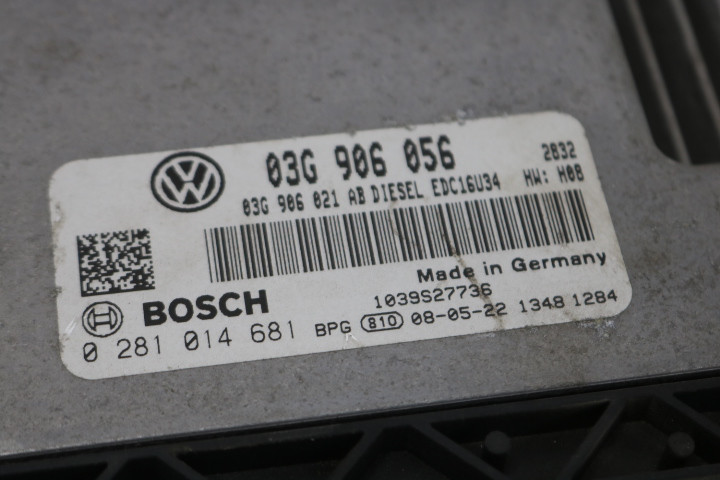 03G 906 056 2832
03G 906 021 AB DIESEL EDC16U34 HW: H08
Made in Germany
BOSCH 1039S27736
0 281 014 681 BPG 810 08-05-22 1348 1284